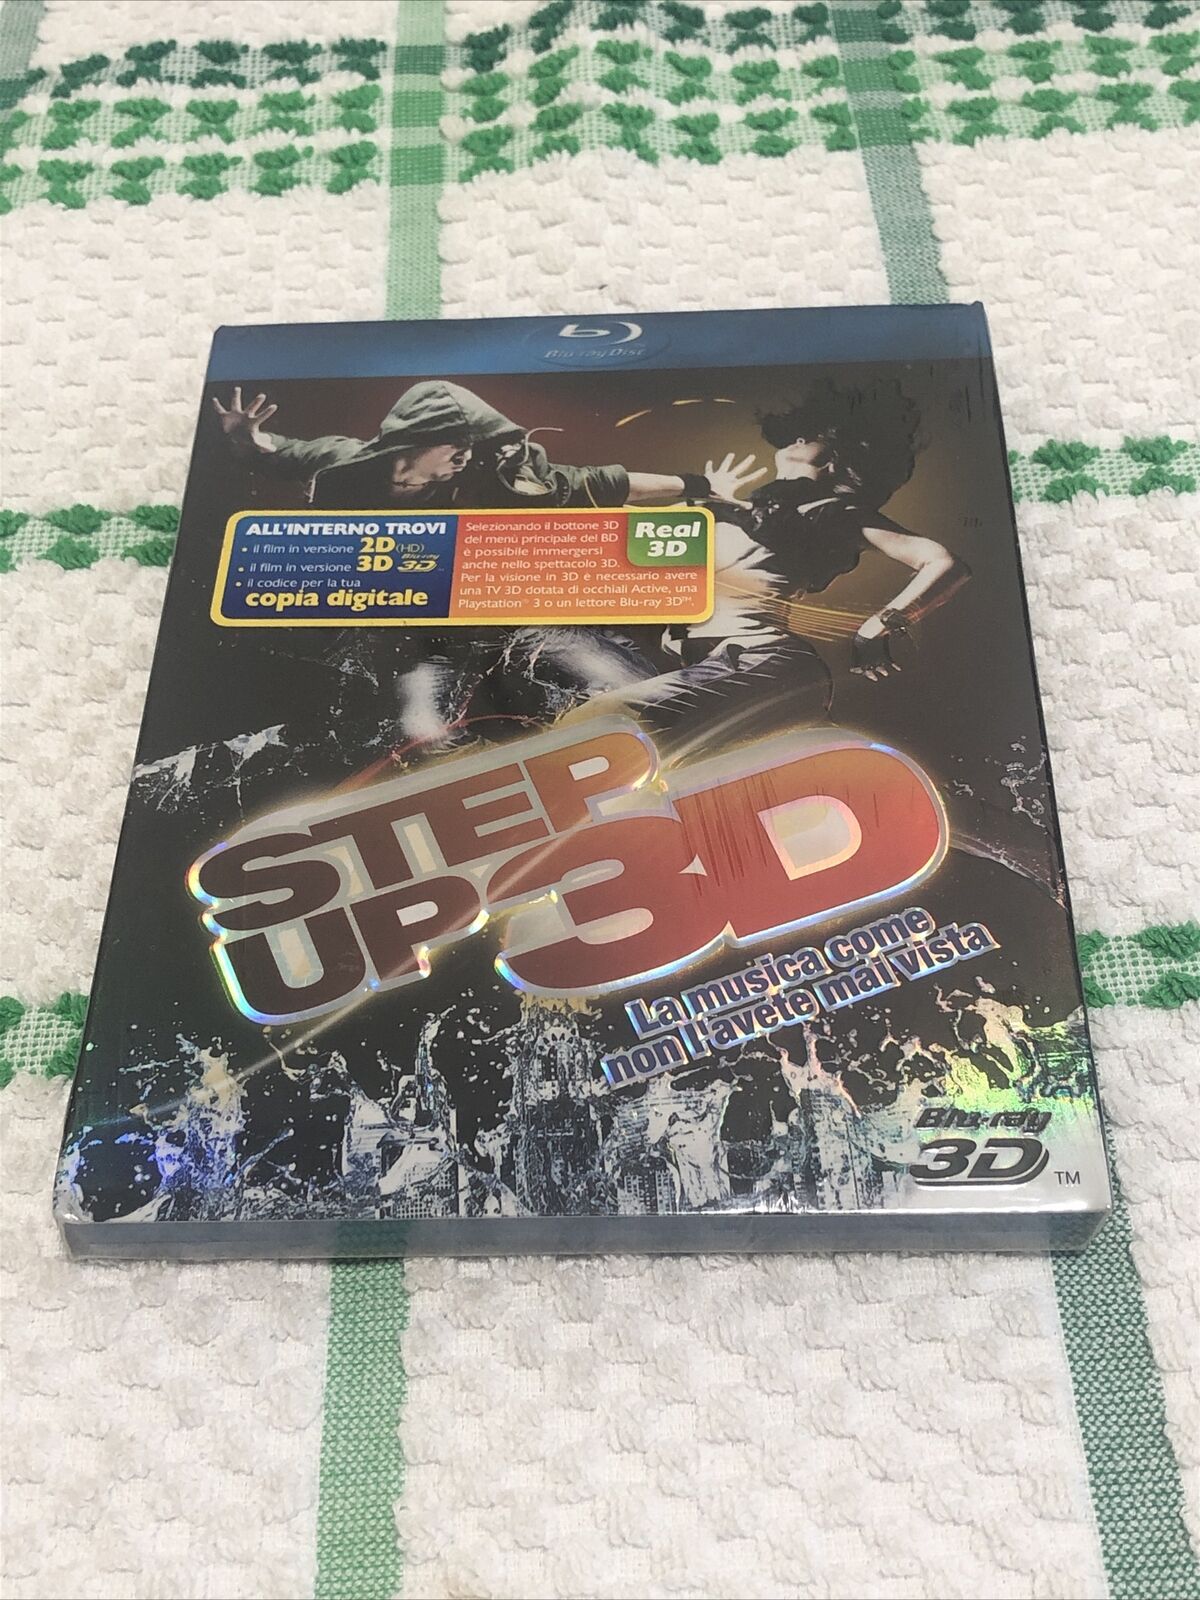 Blu-ray Disc
ALL'INTERNO TROVI
• il film in versione 2D (HD)
• il film in versione 3D Blu-ray 3D™
• il codice per la tua
copia digitale
Selezionando il bottone 3D
del menù principale del BD
è possibile immergersi
anche nello spettacolo 3D.
Per la visione in 3D è necessario avere
una TV 3D dotata di occhiali Active, una
Playstation™ 3 o un lettore Blu-ray 3D™.
Real
3D
STEP
UP 3D
La musica come
non l'avete mai vista
Blu-ray
3D™